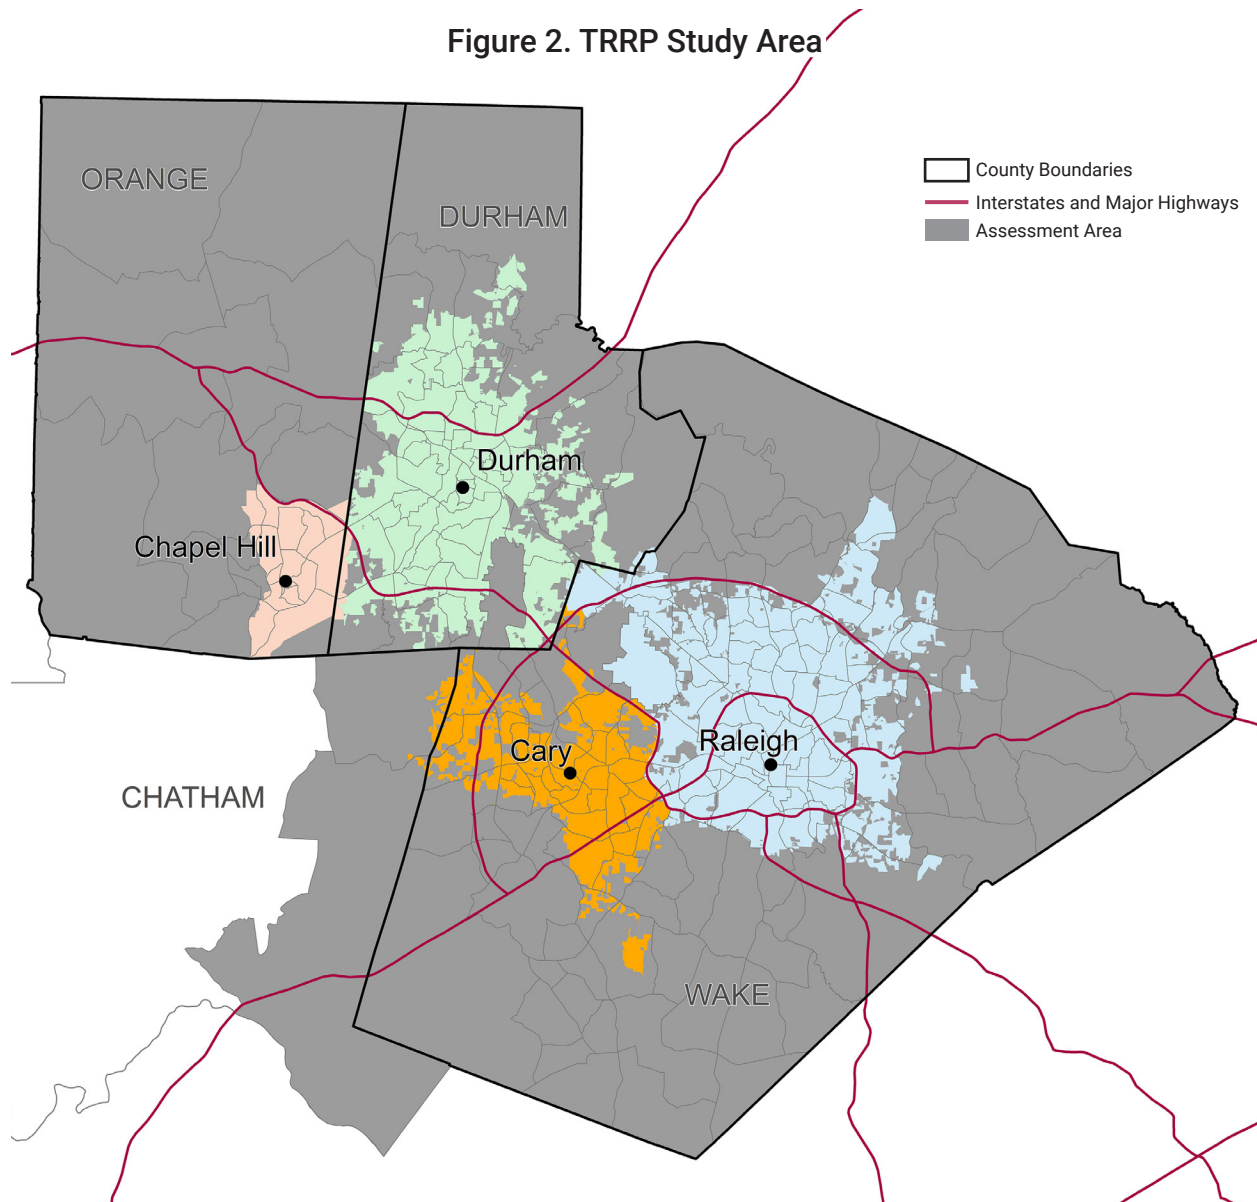 Figure 2. TRRP Study Area
County Boundaries
Interstates and Major Highways
Assessment Area
ORANGE
DURHAM
Durham
Chapel Hill
Cary
Raleigh
CHATHAM
WAKE